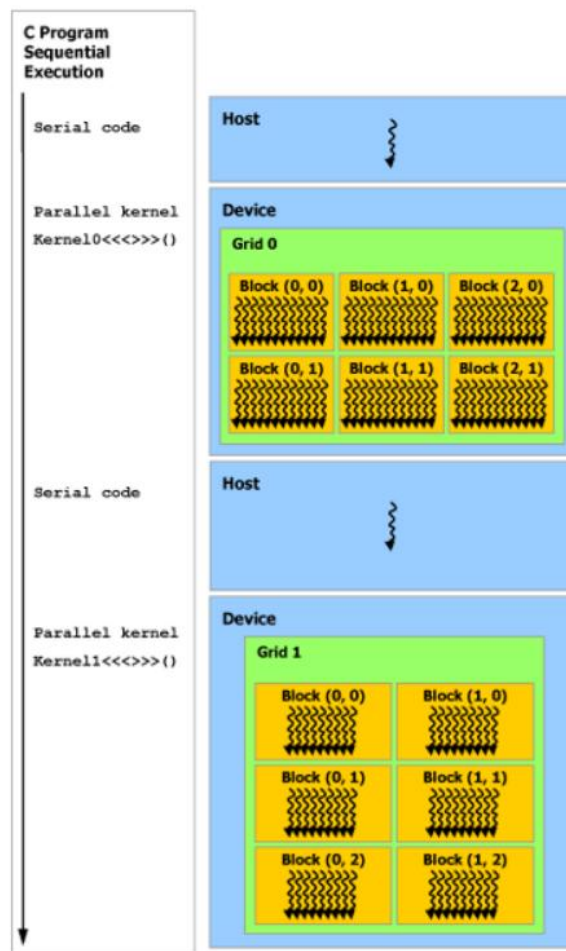 C Program
Sequential
Execution
Serial code
Host
Parallel kernel
Kernel0<<<>>>()
Device
Grid 0
Block (0, 0)
Block (1, 0)
Block (2, 0)
Block (0, 1)
Block (1, 1)
Block (2, 1)
Serial code
Host
Parallel kernel
Kernel1<<<>>>()
Device
Grid 1
Block (0, 0)
Block (1, 0)
Block (0, 1)
Block (1, 1)
Block (0, 2)
Block (1, 2)